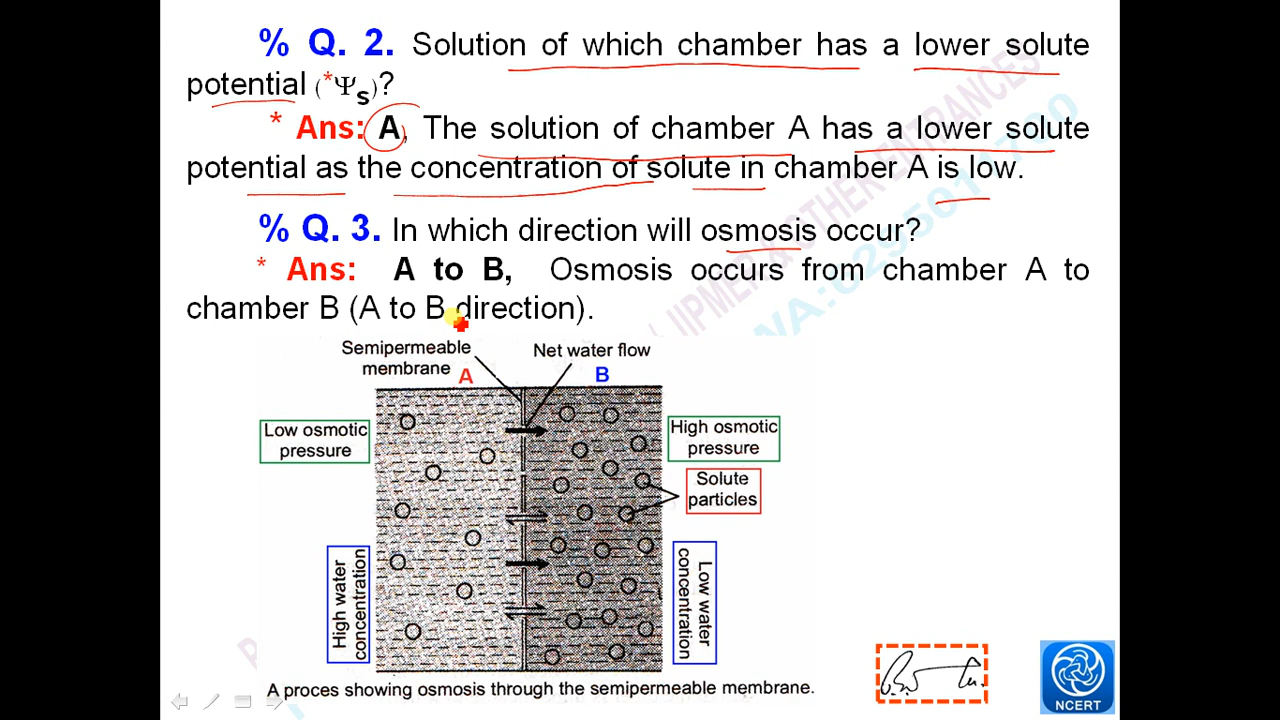 % Q. 2. Solution of which chamber has a lower solute
potential (*Ψs)?
* Ans: A, The solution of chamber A has a lower solute
potential as the concentration of solute in chamber A is low.
% Q. 3. In which direction will osmosis occur?
* Ans: A to B, Osmosis occurs from chamber A to
chamber B (A to B direction).
Semipermeable
membrane
Net water flow
A
B
Low osmotic
pressure
High osmotic
pressure
Solute
particles
High water
concentration
Low water
concentration
A proces showing osmosis through the semipermeable membrane.
NCERT